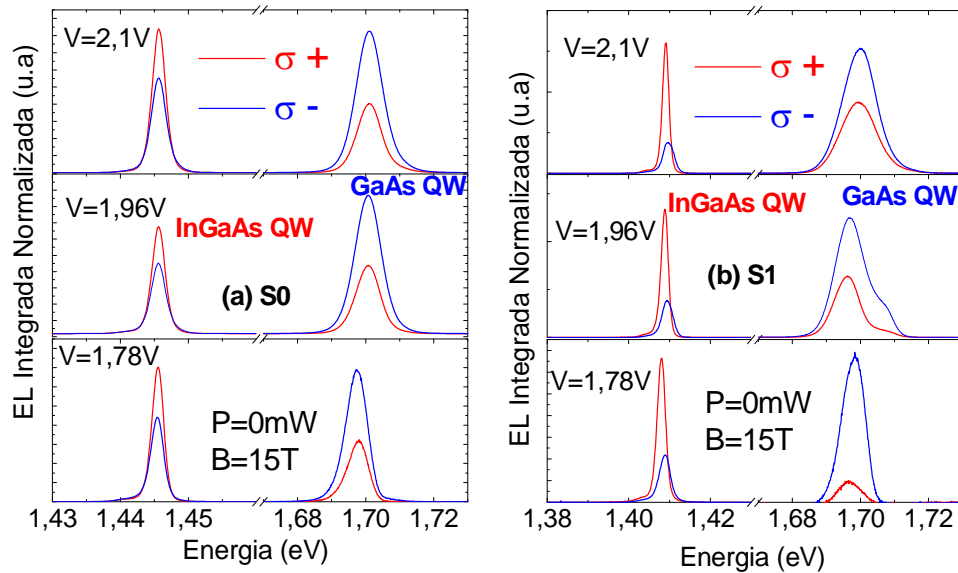 EL Integrada Normalizada (u.a)
V=2,1V
σ +
σ -
GaAs QW
V=1,96V
InGaAs QW
(a) S0
V=1,78V
P=0mW
B=15T
1,43 1,44 1,45 1,68 1,70 1,72
Energia (eV)
EL Integrada Normalizada (u.a)
V=2,1V
σ +
σ -
InGaAs QW GaAs QW
V=1,96V
(b) S1
V=1,78V
P=0mW
B=15T
1,38 1,40 1,42 1,68 1,70 1,72
Energia (eV)